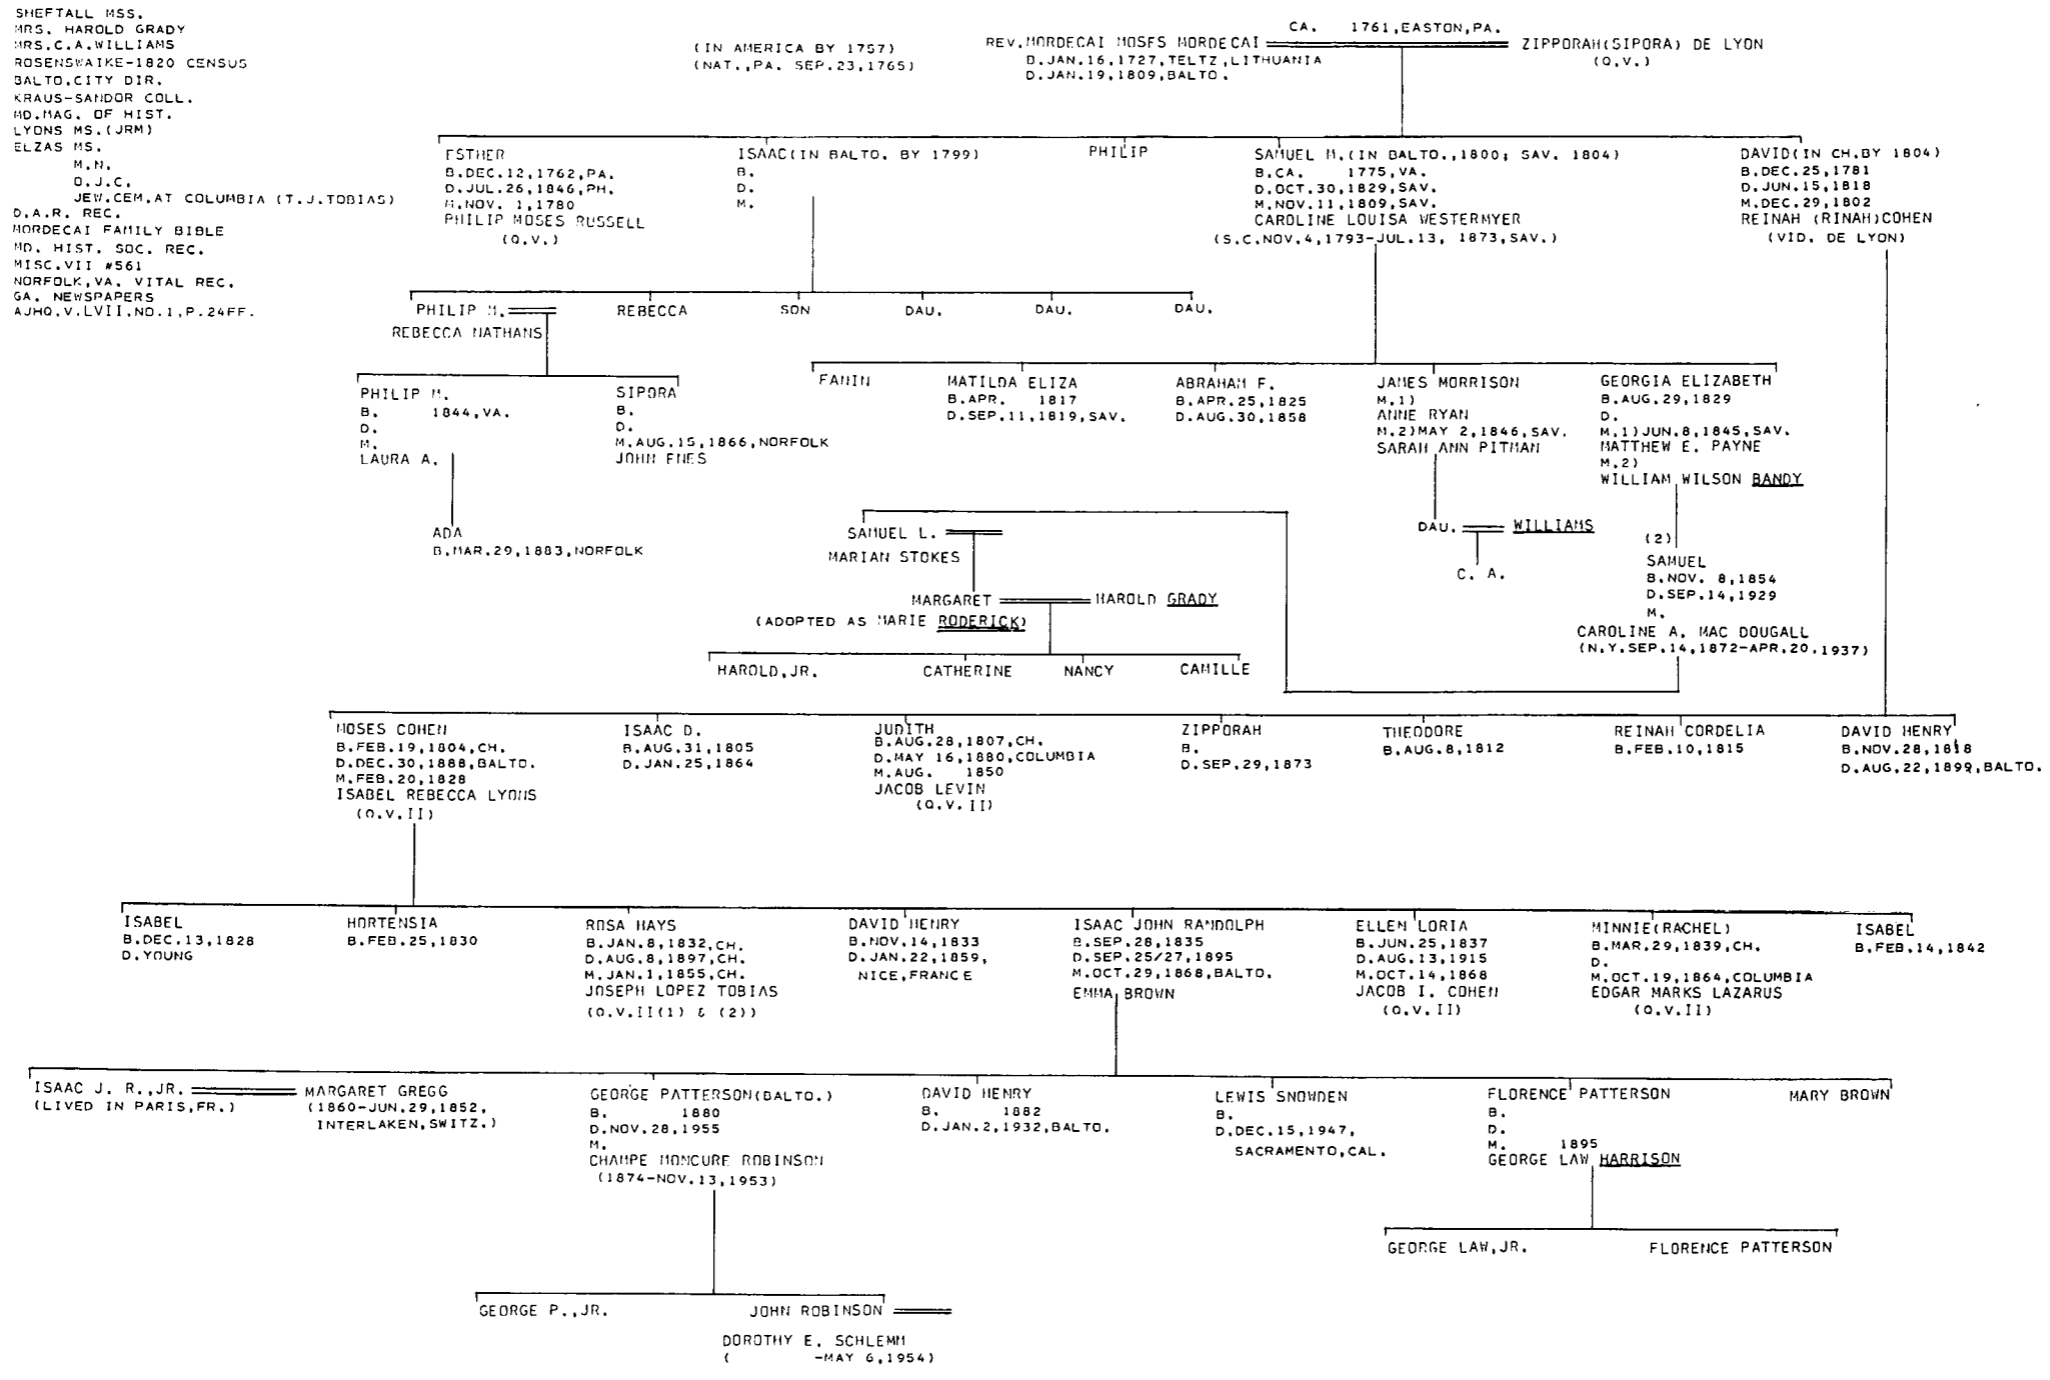 SHEFTALL MSS.
MRS. HAROLD GRADY
MRS.C.A.WILLIAMS
ROSENSWAIKE-1820 CENSUS
BALTO.CITY DIR.
KRAUS-SANDOR COLL.
MD.MAG. OF HIST.
LYONS MS.(JRM)
ELZAS MS.
M.N.
O.J.C.
JEW.CEM.AT COLUMBIA (T.J.TOBIAS)
D.A.R. REC.
MORDECAI FAMILY BIBLE
MD. HIST. SOC. REC.
MISC.VII #561
NORFOLK,VA. VITAL REC.
GA. NEWSPAPERS
AJHQ,V.LVII,NO.1,P.24FF.
(IN AMERICA BY 1757)
(NAT.,PA. SEP.23,1765)
CA. 1761,EASTON,PA.
REV.MORDECAI MOSES MORDECAI
B.JAN.16,1727,TELTZ,LITHUANIA
D.JAN.19,1809,BALTO.
ZIPPORAH(SIPORA) DE LYON
(Q.V.)
ESTHER
B.DEC.12,1762,PA.
D.JUL.26,1846,PH.
M.NOV. 1,1780
PHILIP MOSES RUSSELL
(Q.V.)
ISAAC(IN BALTO. BY 1799)
B.
D.
M.
PHILIP
SAMUEL M.(IN BALTO.,1800; SAV. 1804)
B.CA. 1775,VA.
D.OCT.30,1829,SAV.
M.NOV.11,1809,SAV.
CAROLINE LOUISA WESTERMYER
(S.C.NOV.4,1793-JUL.13, 1873,SAV.)
DAVID(IN CH.BY 1804)
B.DEC.25,1781
D.JUN.15,1818
M.DEC.29,1802
REINAH (RINAH)COHEN
(VID. DE LYON)
PHILIP M.
REBECCA NATHANS
REBECCA
SON
DAU.
DAU.
DAU.
PHILIP M.
B. 1844,VA.
D.
M.
LAURA A.
SIPORA
B.
D.
M.AUG.15,1866,NORFOLK
JOHN ENES
FANIN
MATILDA ELIZA
B.APR. 1817
D.SEP.11,1819,SAV.
ABRAHAM F.
B.APR.25,1825
D.AUG.30,1858
JAMES MORRISON
M.1)
ANNE RYAN
M.2)MAY 2,1846,SAV.
SARAH ANN PITMAN
GEORGIA ELIZABETH
B.AUG.29,1829
D.
M.1)JUN.8,1845,SAV.
MATTHEW E. PAYNE
M.2)
WILLIAM WILSON BANDY
ADA
B.MAR.29,1883,NORFOLK
SAMUEL L.
MARIAN STOKES
DAU.
WILLIAMS
C. A.
(2)
SAMUEL
B.NOV. 8,1854
D.SEP.14,1929
M.
CAROLINE A. MAC DOUGALL
(N.Y.SEP.14,1872-APR.20,1937)
MARGARET
HAROLD GRADY
(ADOPTED AS MARIE RODERICK)
HAROLD,JR.
CATHERINE
NANCY
CAMILLE
MOSES COHEN
B.FEB.19,1804,CH.
D.DEC.30,1888,BALTO.
M.FEB.20,1828
ISABEL REBECCA LYONS
(Q.V.II)
ISAAC D.
B.AUG.31,1805
D.JAN.25,1864
JUDITH
B.AUG.28,1807,CH.
D.MAY 16,1880,COLUMBIA
M.AUG. 1850
JACOB LEVIN
(Q.V.II)
ZIPPORAH
B.
D.SEP.29,1873
THEODORE
B.AUG.8,1812
REINAH CORDELIA
B.FEB.10,1815
DAVID HENRY
B.NOV.28,1818
D.AUG.22,1899,BALTO.
ISABEL
B.DEC.13,1828
D.YOUNG
HORTENSIA
B.FEB.25,1830
ROSA HAYS
B.JAN.8,1832,CH.
D.AUG.8,1897,CH.
M.JAN.1,1855,CH.
JOSEPH LOPEZ TOBIAS
(Q.V.II(1) & (2))
DAVID HENRY
B.NOV.14,1833
D.JAN.22,1859,
NICE,FRANCE
ISAAC JOHN RANDOLPH
B.SEP.28,1835
D.SEP.25/27,1895
M.OCT.29,1868,BALTO.
EMMA BROWN
ELLEN LORIA
B.JUN.25,1837
D.AUG.13,1915
M.OCT.14,1868
JACOB I. COHEN
(Q.V.II)
MINNIE(RACHEL)
B.MAR.29,1839,CH.
D.
M.OCT.19,1864,COLUMBIA
EDGAR MARKS LAZARUS
(Q.V.II)
ISABEL
B.FEB.14,1842
ISAAC J. R.,JR.
(LIVED IN PARIS,FR.)
MARGARET GREGG
(1860-JUN.29,1852,
INTERLAKEN,SWITZ.)
GEORGE PATTERSON(BALTO.)
B. 1880
D.NOV.28,1955
M.
CHAMPE MONCURE ROBINSON
(1874-NOV.13,1953)
DAVID HENRY
B. 1882
D.JAN.2,1932,BALTO.
LEWIS SNOWDEN
B.
D.DEC.15,1947,
SACRAMENTO,CAL.
FLORENCE PATTERSON
B.
D.
M. 1895
GEORGE LAW HARRISON
MARY BROWN
GEORGE LAW,JR.
FLORENCE PATTERSON
GEORGE P.,JR.
JOHN ROBINSON
DOROTHY E. SCHLEMM
( -MAY 6,1954)